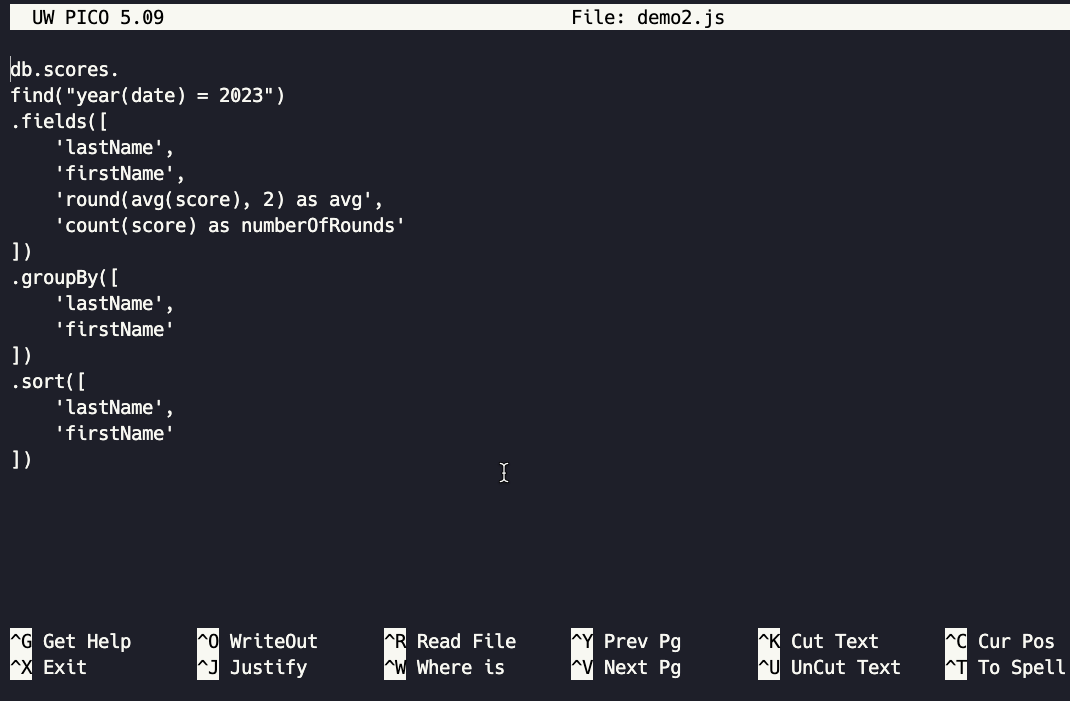 UW PICO 5.09 File: demo2.js
db.scores.
find("year(date) = 2023")
.fields([
    'lastName',
    'firstName',
    'round(avg(score), 2) as avg',
    'count(score) as numberOfRounds'
])
.groupBy([
    'lastName',
    'firstName'
])
.sort([
    'lastName',
    'firstName'
])
^G Get Help ^O WriteOut ^R Read File ^Y Prev Pg ^K Cut Text ^C Cur Pos
^X Exit ^J Justify ^W Where is ^V Next Pg ^U UnCut Text ^T To Spell